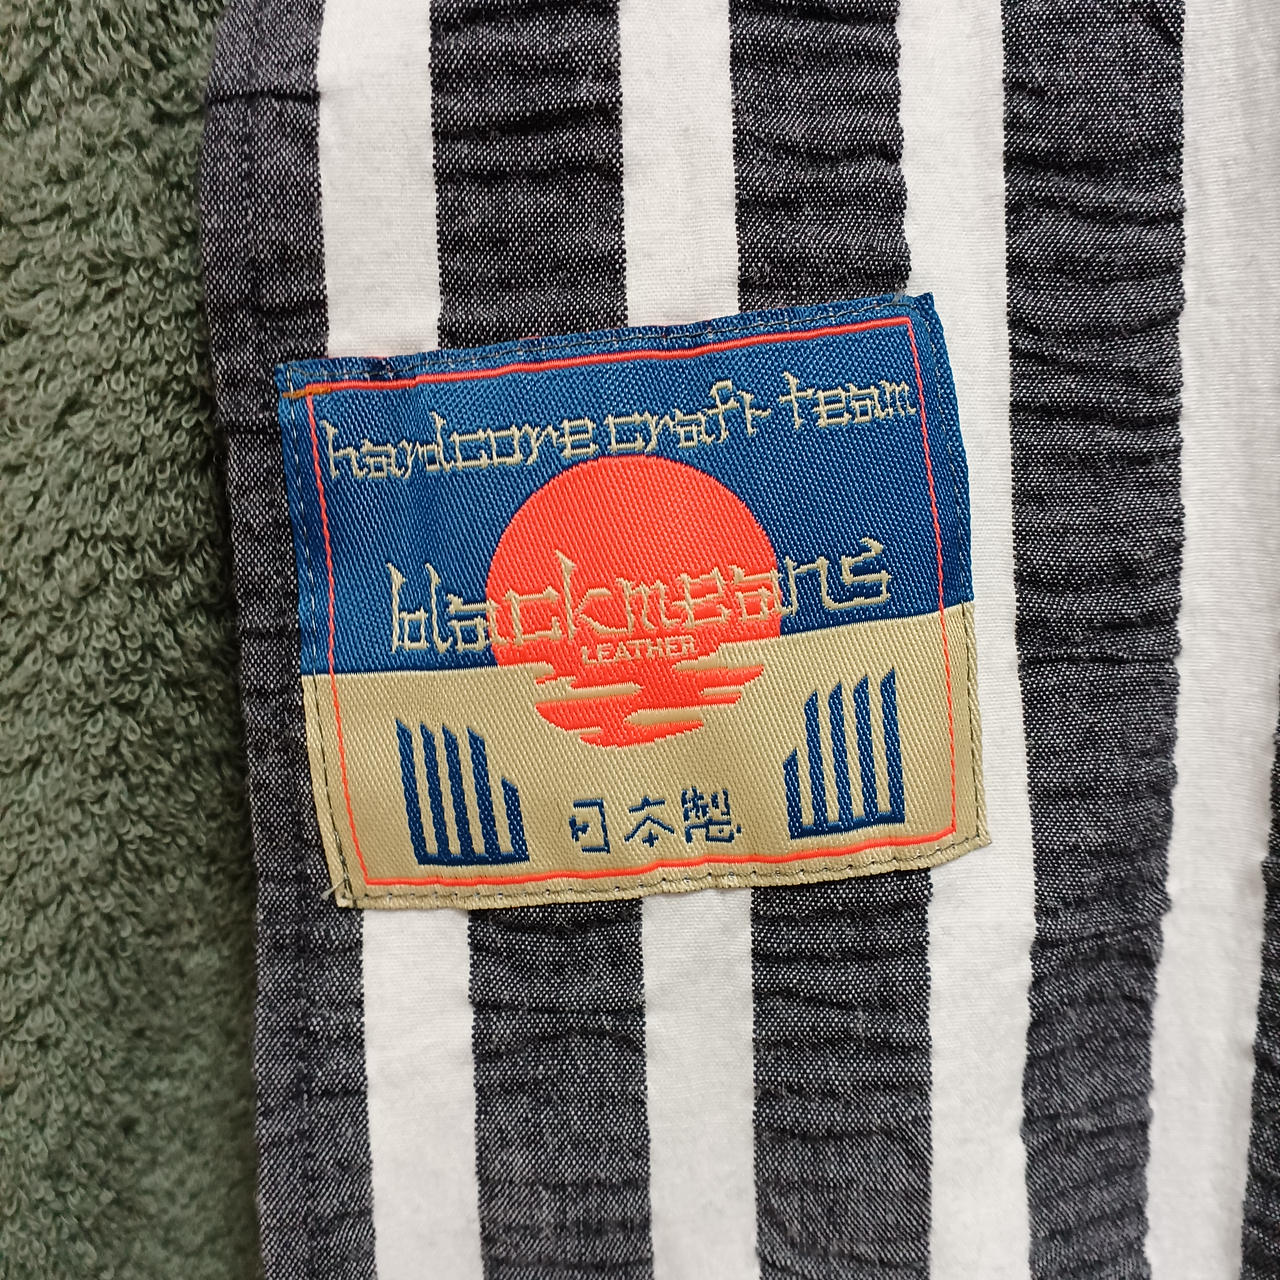 hardcore craft team
blackmeans
LEATHER
日本製